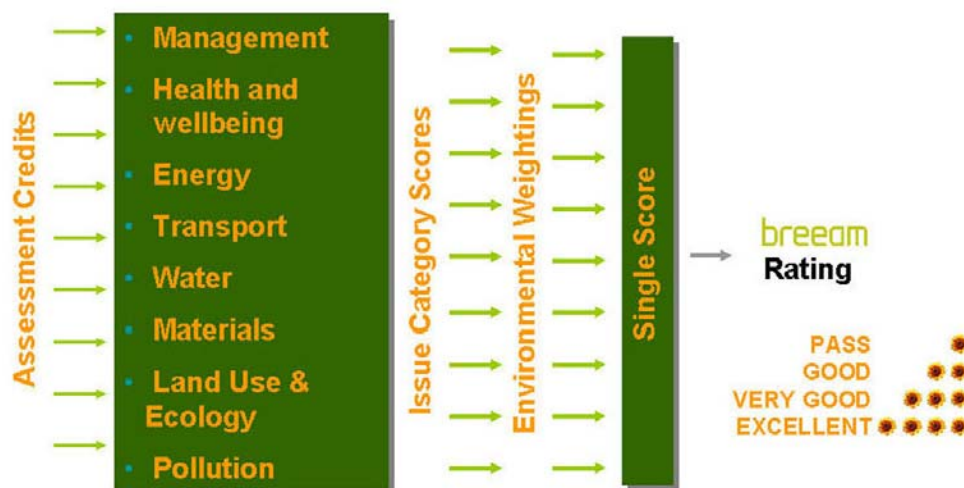 Assessment Credits
• Management
• Health and
wellbeing
• Energy
• Transport
• Water
• Materials
• Land Use &
Ecology
• Pollution
Issue Category Scores
Environmental Weightings
Single Score
breeam
Rating
PASS
GOOD
VERY GOOD
EXCELLENT